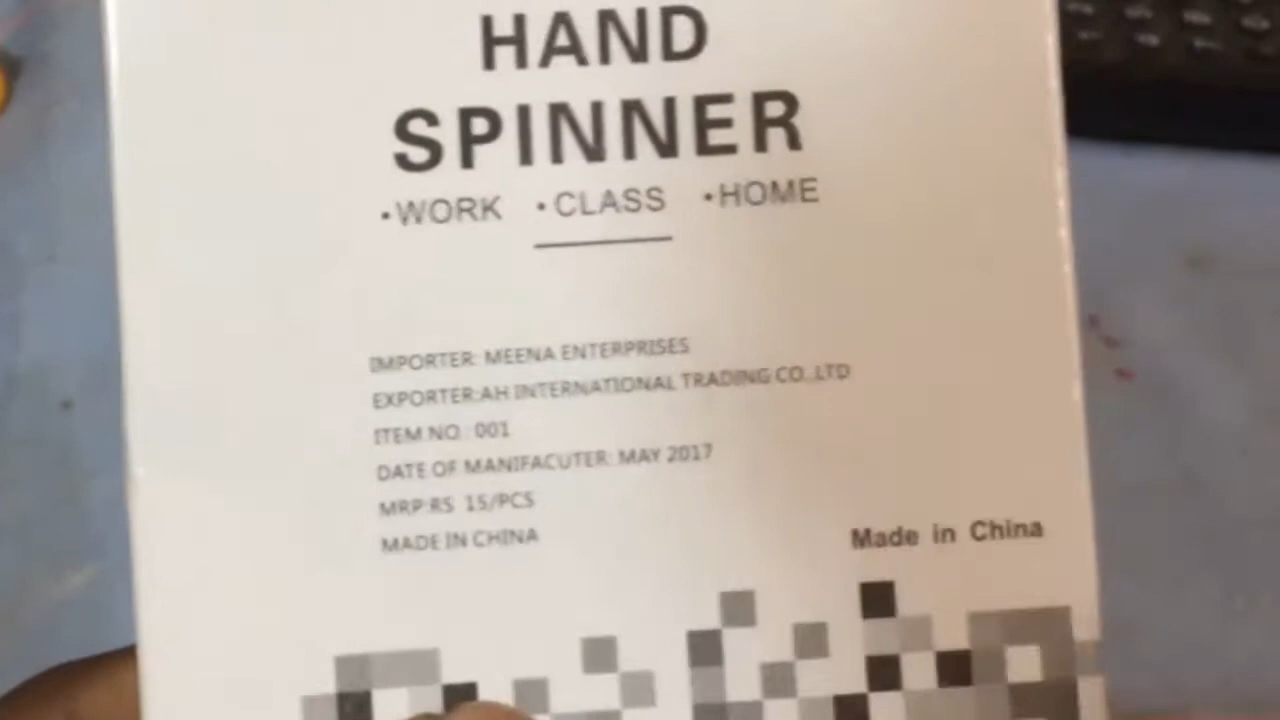 HAND
SPINNER
•WORK •CLASS •HOME
IMPORTER: MEENA ENTERPRISES
EXPORTER:AH INTERNATIONAL TRADING CO.,LTD
ITEM NO.: 001
DATE OF MANIFACUTER: MAY 2017
MRP:RS 15/PCS
MADE IN CHINA
Made in China